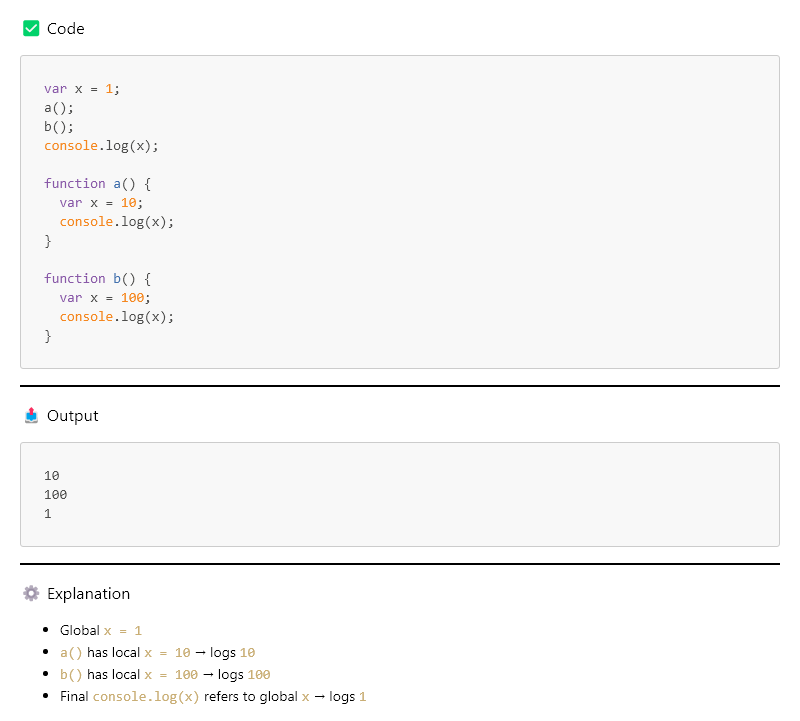 ✅ Code
var x = 1;
a();
b();
console.log(x);

function a() {
  var x = 10;
  console.log(x);
}

function b() {
  var x = 100;
  console.log(x);
}
📤 Output
10
100
1
⚙️ Explanation
• Global x = 1
• a() has local x = 10 → logs 10
• b() has local x = 100 → logs 100
• Final console.log(x) refers to global x → logs 1